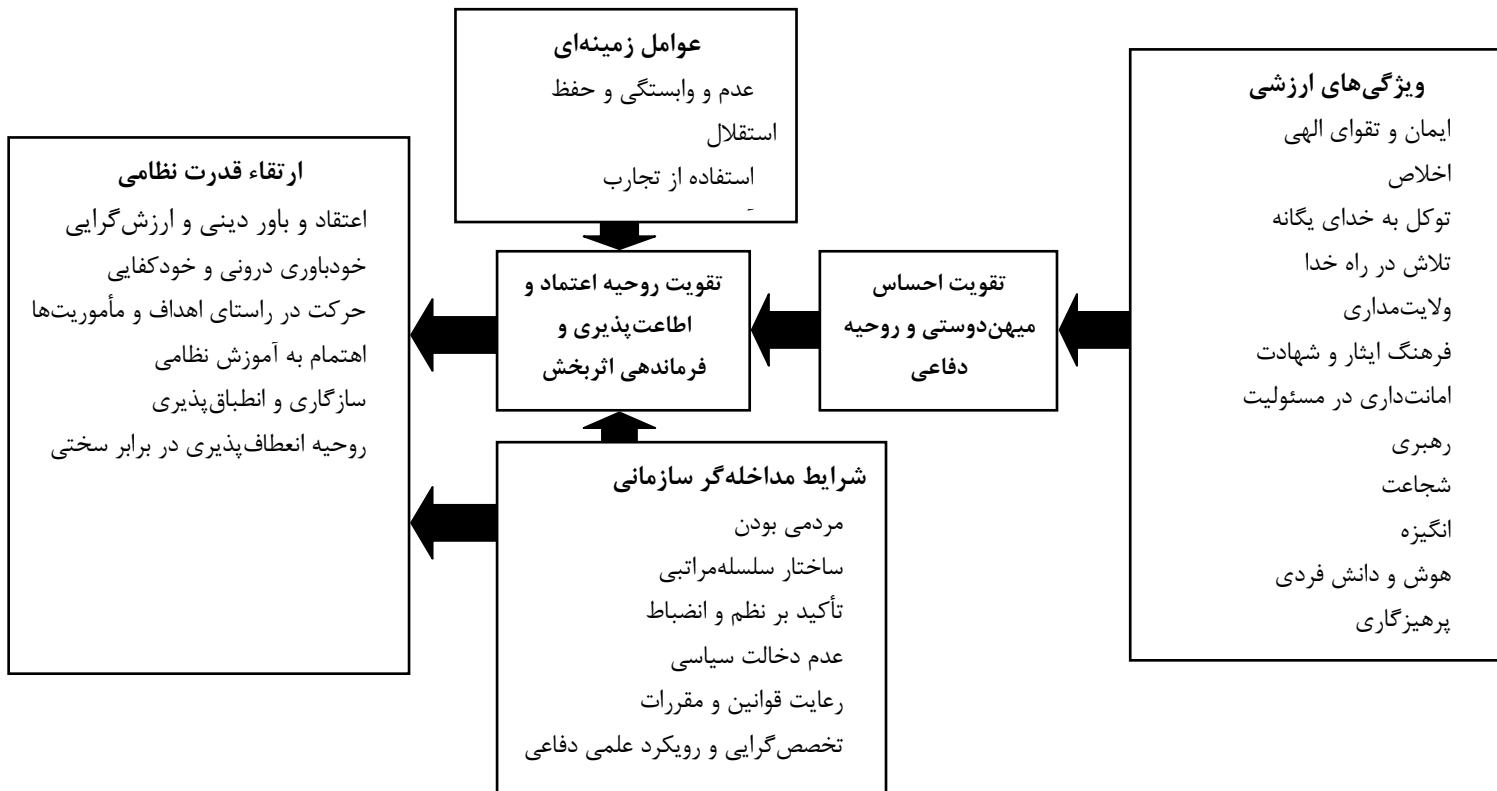 ویژگی‌های ارزشی
ایمان و تقوای الهی
اخلاص
توکل به خدای یگانه
تلاش در راه خدا
ولایت‌مداری
فرهنگ ایثار و شهادت
امانت‌داری در مسئولیت
رهبری
شجاعت
انگیزه
هوش و دانش فردی
پرهیزگاری
تقویت احساس
میهن‌دوستی و روحیه
دفاعی
عوامل زمینه‌ای
عدم و وابستگی و حفظ
استقلال
استفاده از تجارب
تقویت روحیه اعتماد و
اطاعت‌پذیری و
فرماندهی اثربخش
شرایط مداخله‌گر سازمانی
مردمی بودن
ساختار سلسله‌مراتبی
تأکید بر نظم و انضباط
عدم دخالت سیاسی
رعایت قوانین و مقررات
تخصص‌گرایی و رویکرد علمی دفاعی
ارتقاء قدرت نظامی
اعتقاد و باور دینی و ارزش‌گرایی
خودباوری درونی و خودکفایی
حرکت در راستای اهداف و مأموریت‌ها
اهتمام به آموزش نظامی
سازگاری و انطباق‌پذیری
روحیه انعطاف‌پذیری در برابر سختی